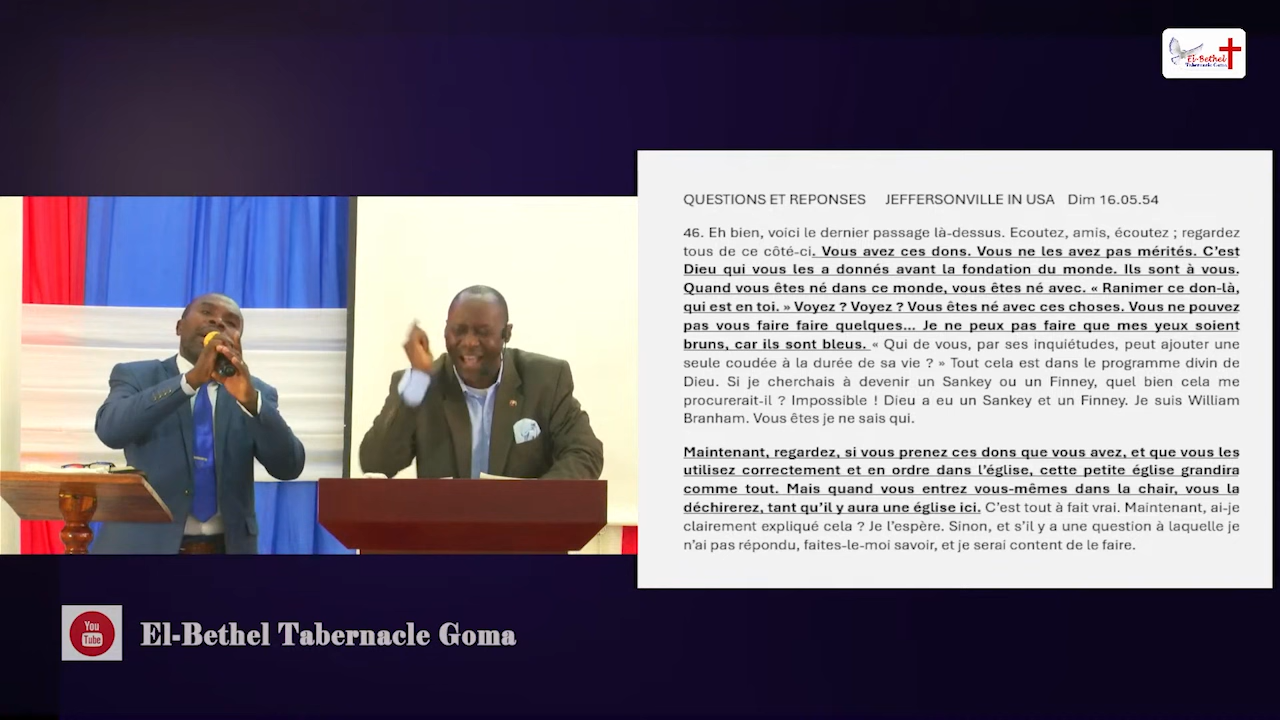 El-Bethel
Tabernacle Goma
QUESTIONS ET REPONSES JEFFERSONVILLE IN USA Dim 16.05.54
46. Eh bien, voici le dernier passage là-dessus. Ecoutez, amis, écoutez ; regardez
tous de ce côté-ci. Vous avez ces dons. Vous ne les avez pas mérités. C’est
Dieu qui vous les a donnés avant la fondation du monde. Ils sont à vous.
Quand vous êtes né dans ce monde, vous êtes né avec. « Ranimer ce don-là,
qui est en toi. » Voyez ? Voyez ? Vous êtes né avec ces choses. Vous ne pouvez
pas vous faire faire quelques... Je ne peux pas faire que mes yeux soient
bruns, car ils sont bleus. « Qui de vous, par ses inquiétudes, peut ajouter une
seule coudée à la durée de sa vie ? » Tout cela est dans le programme divin de
Dieu. Si je cherchais à devenir un Sankey ou un Finney, quel bien cela me
procurerait-il ? Impossible ! Dieu a eu un Sankey et un Finney. Je suis William
Branham. Vous êtes je ne sais qui.
Maintenant, regardez, si vous prenez ces dons que vous avez, et que vous les
utilisez correctement et en ordre dans l’église, cette petite église grandira
comme tout. Mais quand vous entrez vous-mêmes dans la chair, vous la
déchirerez, tant qu’il y aura une église ici. C’est tout à fait vrai. Maintenant, ai-je
clairement expliqué cela ? Je l’espère. Sinon, et s’il y a une question à laquelle je
n’ai pas répondu, faites-le-moi savoir, et je serai content de le faire.
You
Tube
El-Bethel Tabernacle Goma